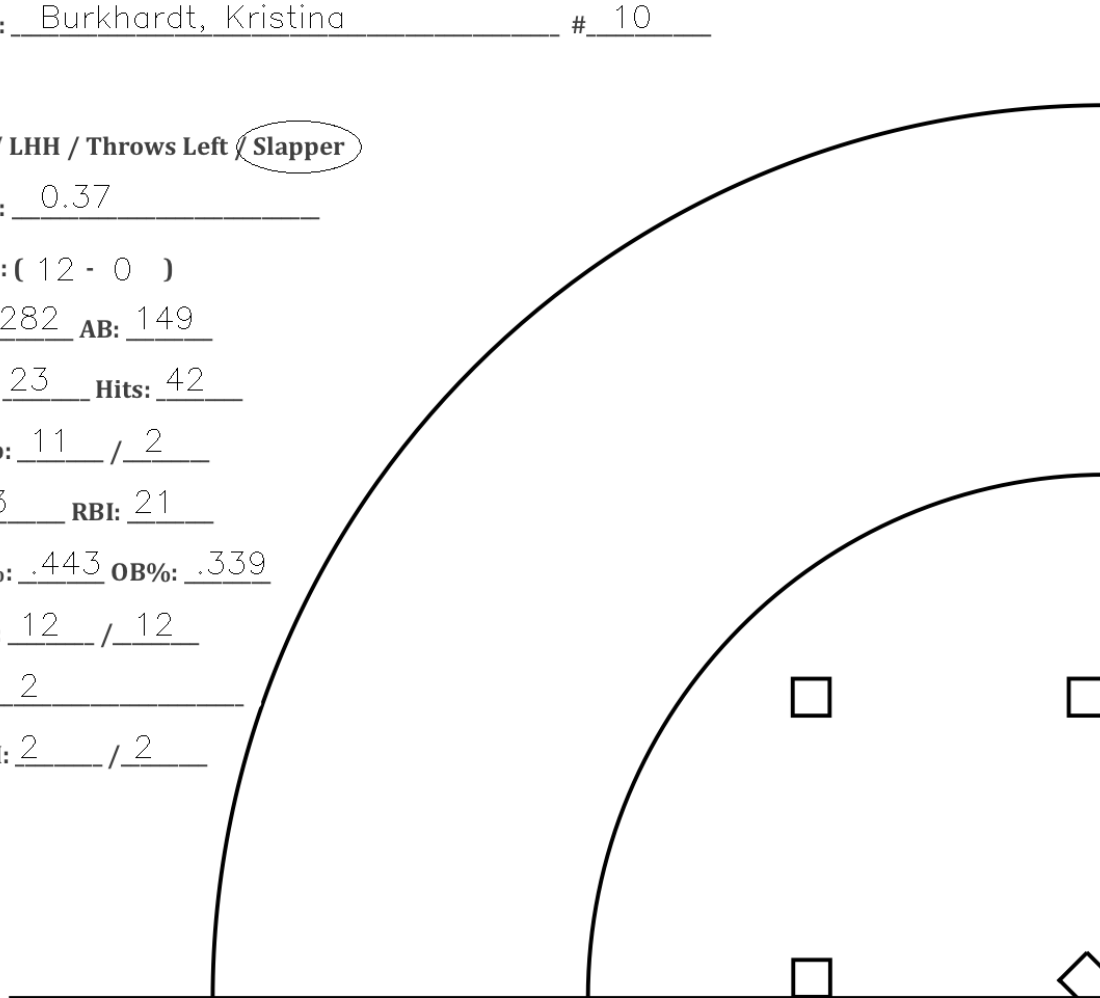 : Burkhardt, Kristina # 10
/ LHH / Throws Left / Slapper
: 0.37
: ( 12 - 0 )
282 AB: 149
23 Hits: 42
: 11 / 2
3 RBI: 21
: .443 OB%: .339
12 / 12
2
: 2 / 2